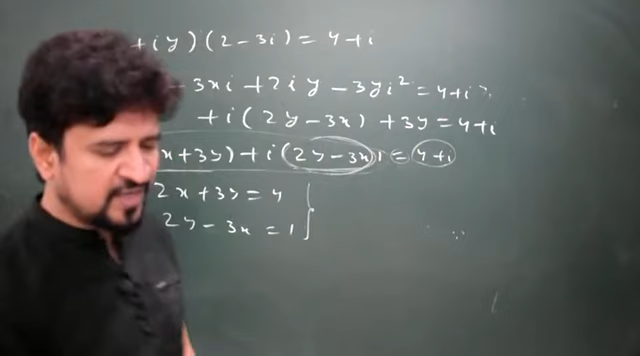 +iy)(2-3i)=4+i
-3xi+2iy-3yi²=4+i
+i(2y-3x)+3y=4+i
x+3y)+i(2y-3x)=4+i
2x+3y=4
2y-3x=1